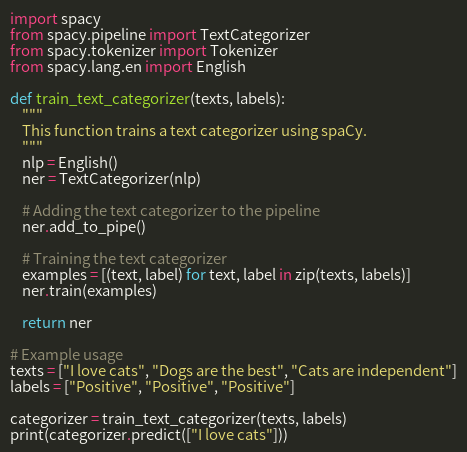 import spacy
from spacy.pipeline import TextCategorizer
from spacy.tokenizer import Tokenizer
from spacy.lang.en import English

def train_text_categorizer(texts, labels):
    """
    This function trains a text categorizer using spaCy.
    """
    nlp = English()
    ner = TextCategorizer(nlp)

    # Adding the text categorizer to the pipeline
    ner.add_to_pipe()

    # Training the text categorizer
    examples = [(text, label) for text, label in zip(texts, labels)]
    ner.train(examples)

    return ner

# Example usage
texts = ["I love cats", "Dogs are the best", "Cats are independent"]
labels = ["Positive", "Positive", "Positive"]

categorizer = train_text_categorizer(texts, labels)
print(categorizer.predict(["I love cats"]))